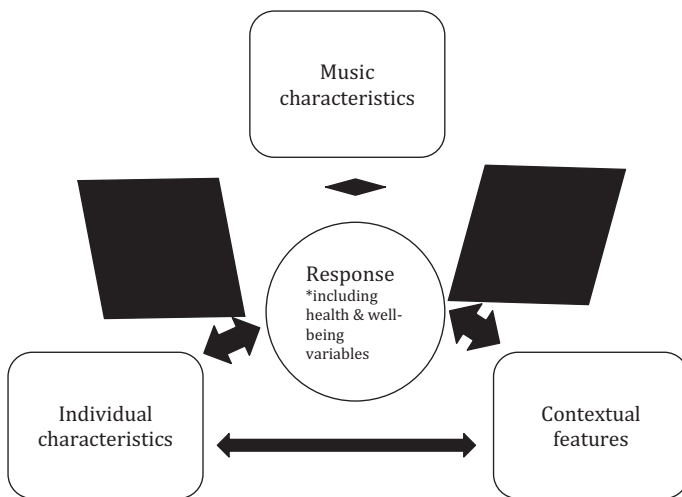 Music
characteristics
Response
*including
health & well-
being
variables
Individual
characteristics
Contextual
features